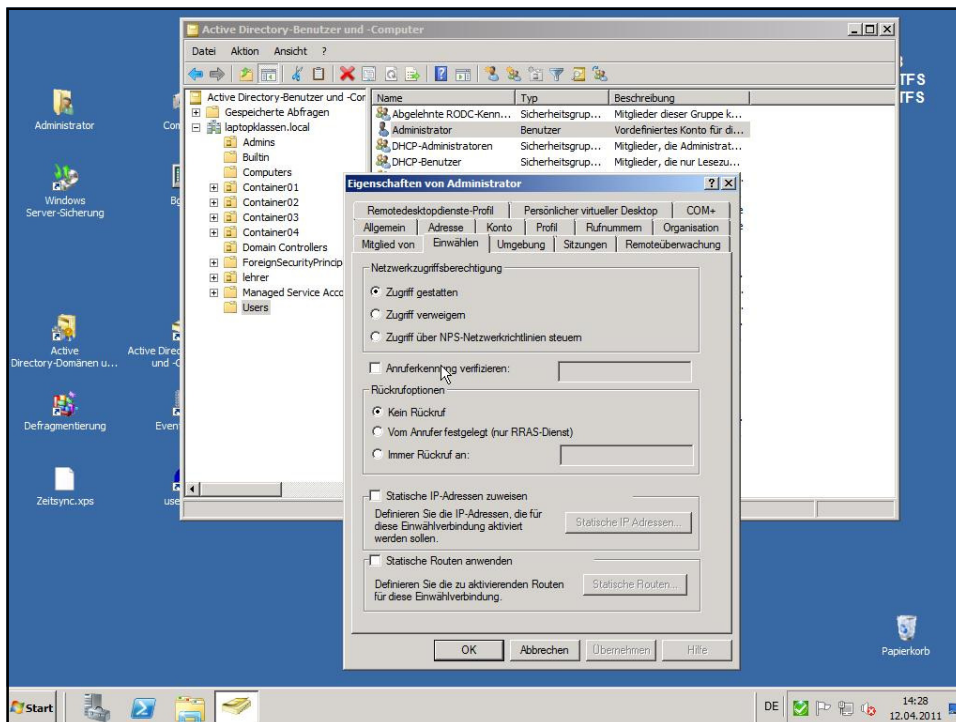 Active Directory-Benutzer und -Computer
Datei Aktion Ansicht ?
TFS
TFS
Administrator
Windows
Server-Sicherung
Active
Directory-Domänen u...
Active Direc
und -C
Defragmentierung
Even
Zeitsync.xps
use
Active Directory-Benutzer und -Cor
Gespeicherte Abfragen
laptopklassen.local
Admins
Builtin
Computers
Container01
Container02
Container03
Container04
Domain Controllers
ForeignSecurityPrincip
lehrer
Managed Service Acco
Users
Name Typ Beschreibung
Abgelehnte RODC-Kenn... Sicherheitsgrup... Mitglieder dieser Gruppe k...
Administrator Benutzer Vordefiniertes Konto für di...
DHCP-Administratoren Sicherheitsgrup... Mitglieder, die Administrat...
DHCP-Benutzer Sicherheitsgrup... Mitglieder, die nur Lesezu...
Eigenschaften von Administrator
Remotedesktopdienste-Profil Persönlicher virtueller Desktop COM+
Allgemein Adresse Konto Profil Rufnummern Organisation
Mitglied von Einwählen Umgebung Sitzungen Remoteüberwachung
Netzwerkzugriffsberechtigung
Zugriff gestatten
Zugriff verweigern
Zugriff über NPS-Netzwerkrichtlinien steuern
Anruferkennung verifizieren:
Rückrufoptionen
Kein Rückruf
Vom Anrufer festgelegt (nur RRAS-Dienst)
Immer Rückruf an:
Statische IP-Adressen zuweisen
Definieren Sie die IP-Adressen, die für
diese Einwählverbindung aktiviert
werden sollen.
Statische IP Adressen...
Statische Routen anwenden
Definieren Sie die zu aktivierenden Routen
für diese Einwählverbindung.
Statische Routen...
OK Abbrechen Übernehmen Hilfe
Papierkorb
Start
DE
14:28
12.04.2011